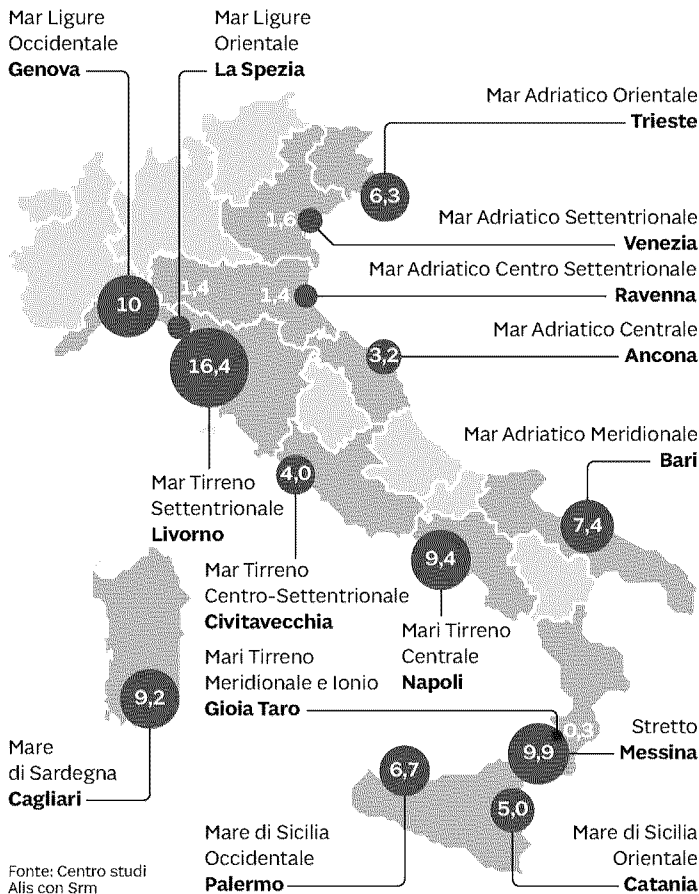 Mar Ligure
Occidentale
Genova
Mar Ligure
Orientale
La Spezia
Mar Adriatico Orientale
Trieste
6,3
Mar Adriatico Settentrionale
1,6
Venezia
Mar Adriatico Centro Settentrionale
1,4
1,4
Ravenna
10
Mar Adriatico Centrale
3,2
Ancona
16,4
Mar Adriatico Meridionale
Bari
4,0
Mar Tirreno
Settentrionale
Livorno
7,4
9,4
Mar Tirreno
Centro-Settentrionale
Civitavecchia
Mari Tirreno
Centrale
Napoli
Mari Tirreno
Meridionale e Ionio
Gioia Taro
9,2
0,3
Stretto
Messina
9,9
Mare
di Sardegna
Cagliari
6,7
5,0
Mare di Sicilia
Occidentale
Palermo
Mare di Sicilia
Orientale
Catania
Fonte: Centro studi
Alis con Srm